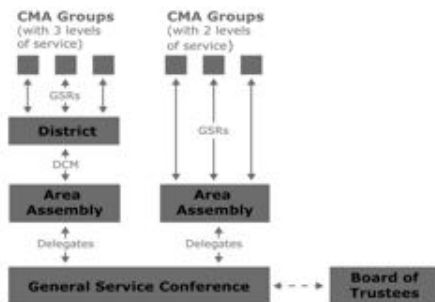 CMA Groups
(with 3 levels
of service)
CMA Groups
(with 2 levels
of service)
GSRs
GSRs
District
DCM
Area
Assembly
Area
Assembly
Delegates
Delegates
General Service Conference
Board of
Trustees